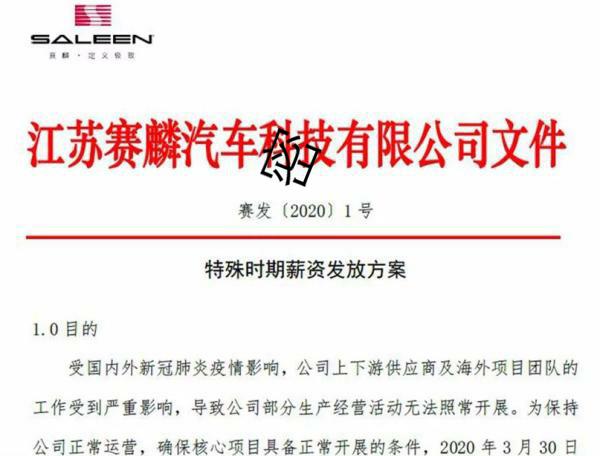 SALEEN
赛麟·定义极致
江苏赛麟汽车科技有限公司文件
赛发〔2020〕1号
特殊时期薪资发放方案
1.0目的
受国内外新冠肺炎疫情影响，公司上下游供应商及海外项目团队的
工作受到严重影响，导致公司部分生产经营活动无法照常开展。为保持
公司正常运营，确保核心项目具备正常开展的条件，2020年3月30日